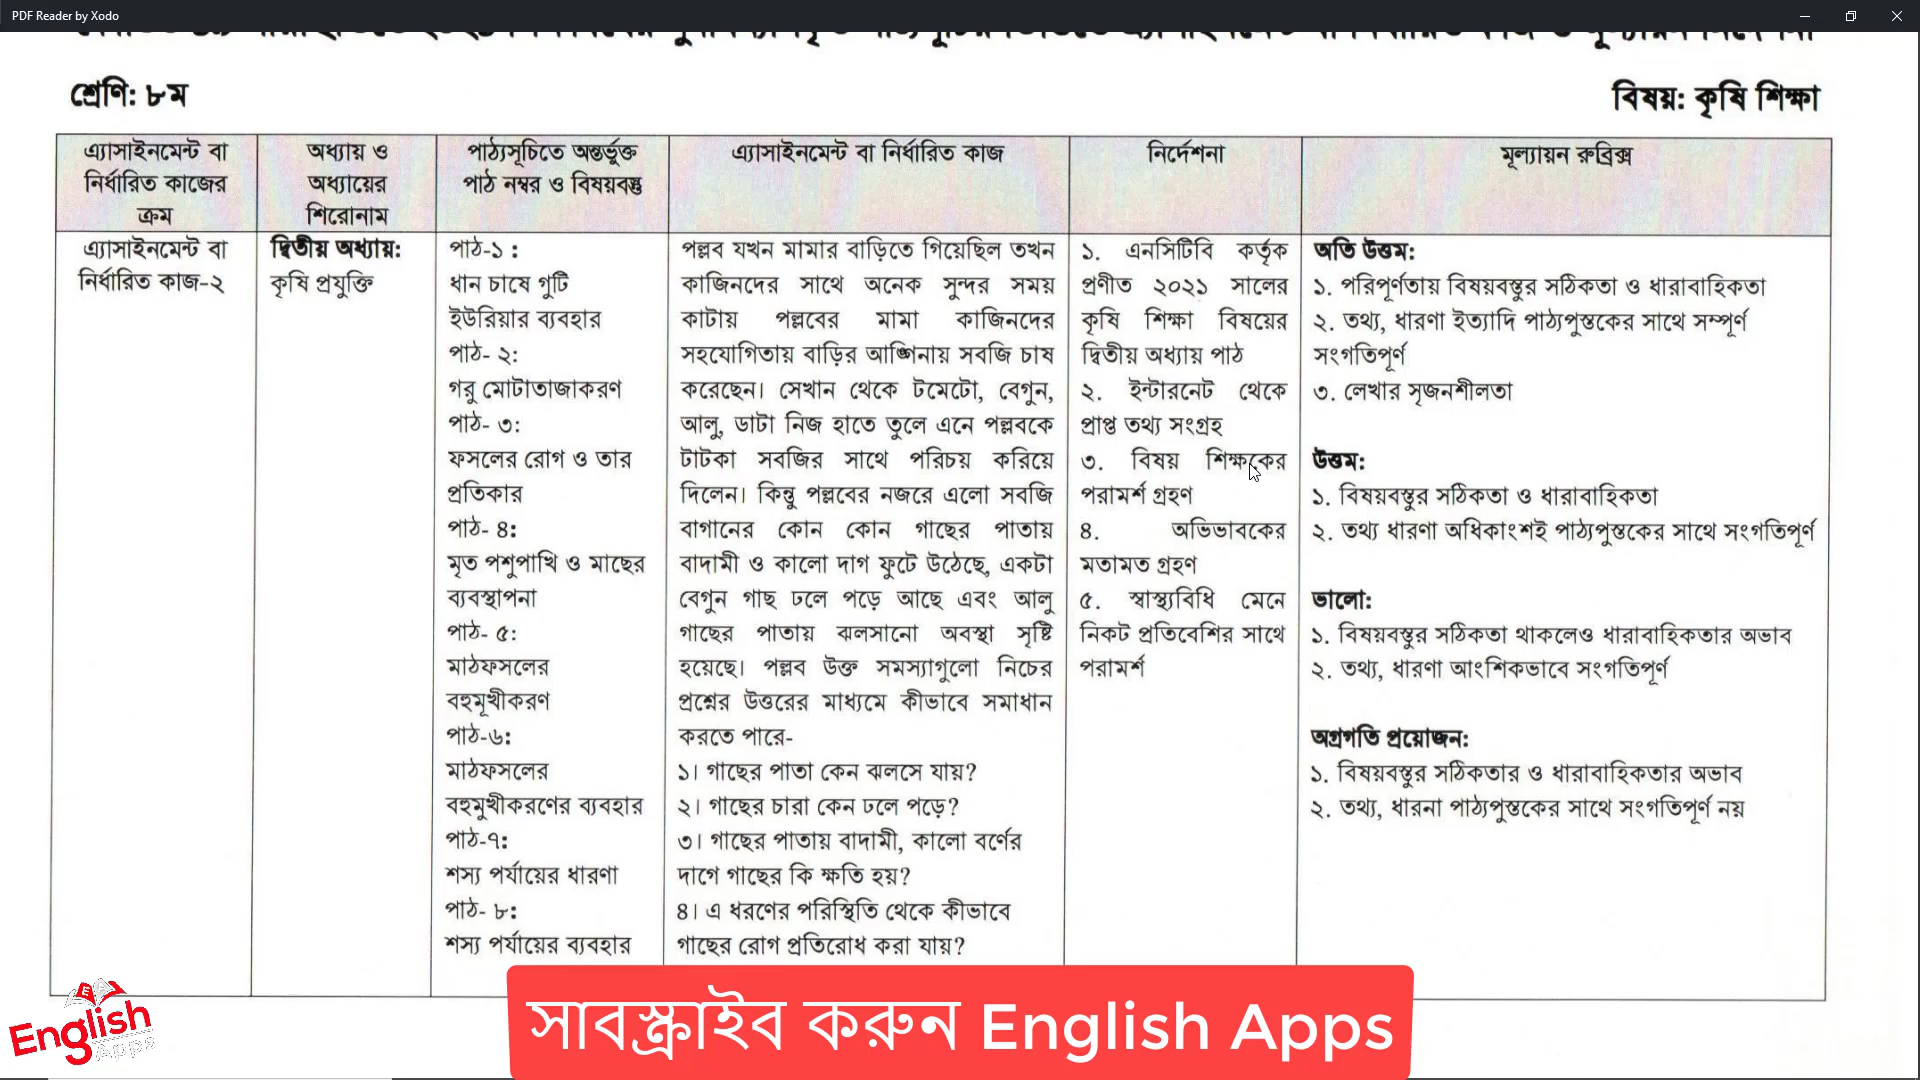 PDF Reader by Xodo
শ্রেণি: ৮ম
বিষয়: কৃষি শিক্ষা
এ্যাসাইনমেন্ট বা
নির্ধারিত কাজের
ক্রম
অধ্যায় ও
অধ্যায়ের
শিরোনাম
পাঠ্যসূচিতে অন্তর্ভুক্ত
পাঠ নম্বর ও বিষয়বস্তু
এ্যাসাইনমেন্ট বা নির্ধারিত কাজ
নির্দেশনা
মূল্যায়ন রুব্রিক্স
এ্যাসাইনমেন্ট বা
নির্ধারিত কাজ-২
দ্বিতীয় অধ্যায়:
কৃষি প্রযুক্তি
পাঠ-১ :
ধান চাষে গুটি
ইউরিয়ার ব্যবহার
পাঠ- ২:
গরু মোটাতাজাকরণ
পাঠ- ৩:
ফসলের রোগ ও তার
প্রতিকার
পাঠ- ৪:
মৃত পশুপাখি ও মাছের
ব্যবস্থাপনা
পাঠ- ৫:
মাঠফসলের
বহুমূখীকরণ
পাঠ-৬:
মাঠফসলের
বহুমুখীকরণের ব্যবহার
পাঠ-৭:
শস্য পর্যায়ের ধারণা
পাঠ- ৮:
শস্য পর্যায়ের ব্যবহার
পল্লব যখন মামার বাড়িতে গিয়েছিল তখন
কাজিনদের সাথে অনেক সুন্দর সময়
কাটায় পল্লবের মামা কাজিনদের
সহযোগিতায় বাড়ির আঙ্গিনায় সবজি চাষ
করেছেন। সেখান থেকে টমেটো, বেগুন,
আলু, ডাটা নিজ হাতে তুলে এনে পল্লবকে
টাটকা সবজির সাথে পরিচয় করিয়ে
দিলেন। কিন্তু পল্লবের নজরে এলো সবজি
বাগানের কোন কোন গাছের পাতায়
বাদামী ও কালো দাগ ফুটে উঠেছে, একটা
বেগুন গাছ ঢলে পড়ে আছে এবং আলু
গাছের পাতায় ঝলসানো অবস্থা সৃষ্টি
হয়েছে। পল্লব উক্ত সমস্যাগুলো নিচের
প্রশ্নের উত্তরের মাধ্যমে কীভাবে সমাধান
করতে পারে-
১। গাছের পাতা কেন ঝলসে যায়?
২। গাছের চারা কেন ঢলে পড়ে?
৩। গাছের পাতায় বাদামী, কালো বর্ণের
দাগে গাছের কি ক্ষতি হয়?
৪। এ ধরণের পরিস্থিতি থেকে কীভাবে
গাছের রোগ প্রতিরোধ করা যায়?
১. এনসিটিবি কর্তৃক
প্রণীত ২০২১ সালের
কৃষি শিক্ষা বিষয়ের
দ্বিতীয় অধ্যায় পাঠ
২. ইন্টারনেট থেকে
প্রাপ্ত তথ্য সংগ্রহ
৩. বিষয় শিক্ষকের
পরামর্শ গ্রহণ
৪. অভিভাবকের
মতামত গ্রহণ
৫. স্বাস্থ্যবিধি মেনে
নিকট প্রতিবেশির সাথে
পরামর্শ
অতি উত্তম:
১. পরিপূর্ণতায় বিষয়বস্তুর সঠিকতা ও ধারাবাহিকতা
২. তথ্য, ধারণা ইত্যাদি পাঠ্যপুস্তকের সাথে সম্পূর্ণ
সংগতিপূর্ণ
৩. লেখার সৃজনশীলতা
উত্তম:
১. বিষয়বস্তুর সঠিকতা ও ধারাবাহিকতা
২. তথ্য ধারণা অধিকাংশই পাঠ্যপুস্তকের সাথে সংগতিপূর্ণ
ভালো:
১. বিষয়বস্তুর সঠিকতা থাকলেও ধারাবাহিকতার অভাব
২. তথ্য, ধারণা আংশিকভাবে সংগতিপূর্ণ
অগ্রগতি প্রয়োজন:
১. বিষয়বস্তুর সঠিকতার ও ধারাবাহিকতার অভাব
২. তথ্য, ধারনা পাঠ্যপুস্তকের সাথে সংগতিপূর্ণ নয়
English
Apps
সাবস্ক্রাইব করুন English Apps